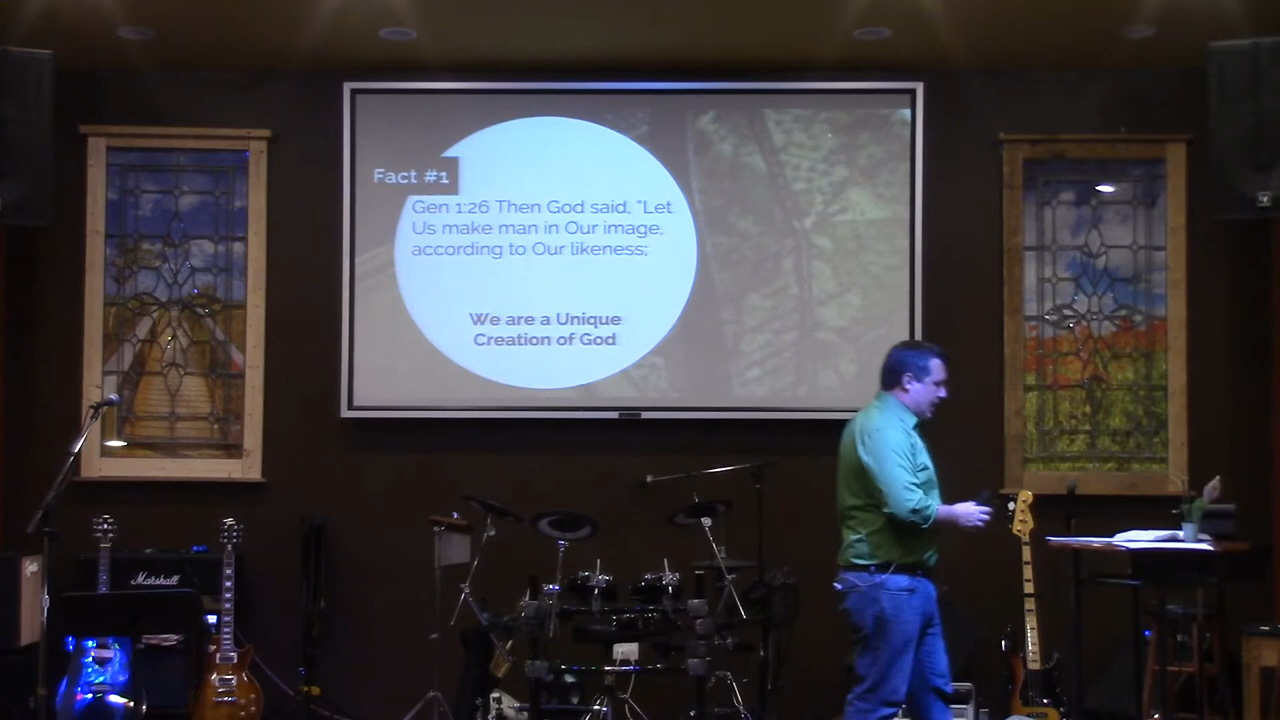 Fact #1
Gen 1:26 Then God said, "Let
Us make man in Our image,
according to Our likeness;
We are a Unique
Creation of God
Marshall